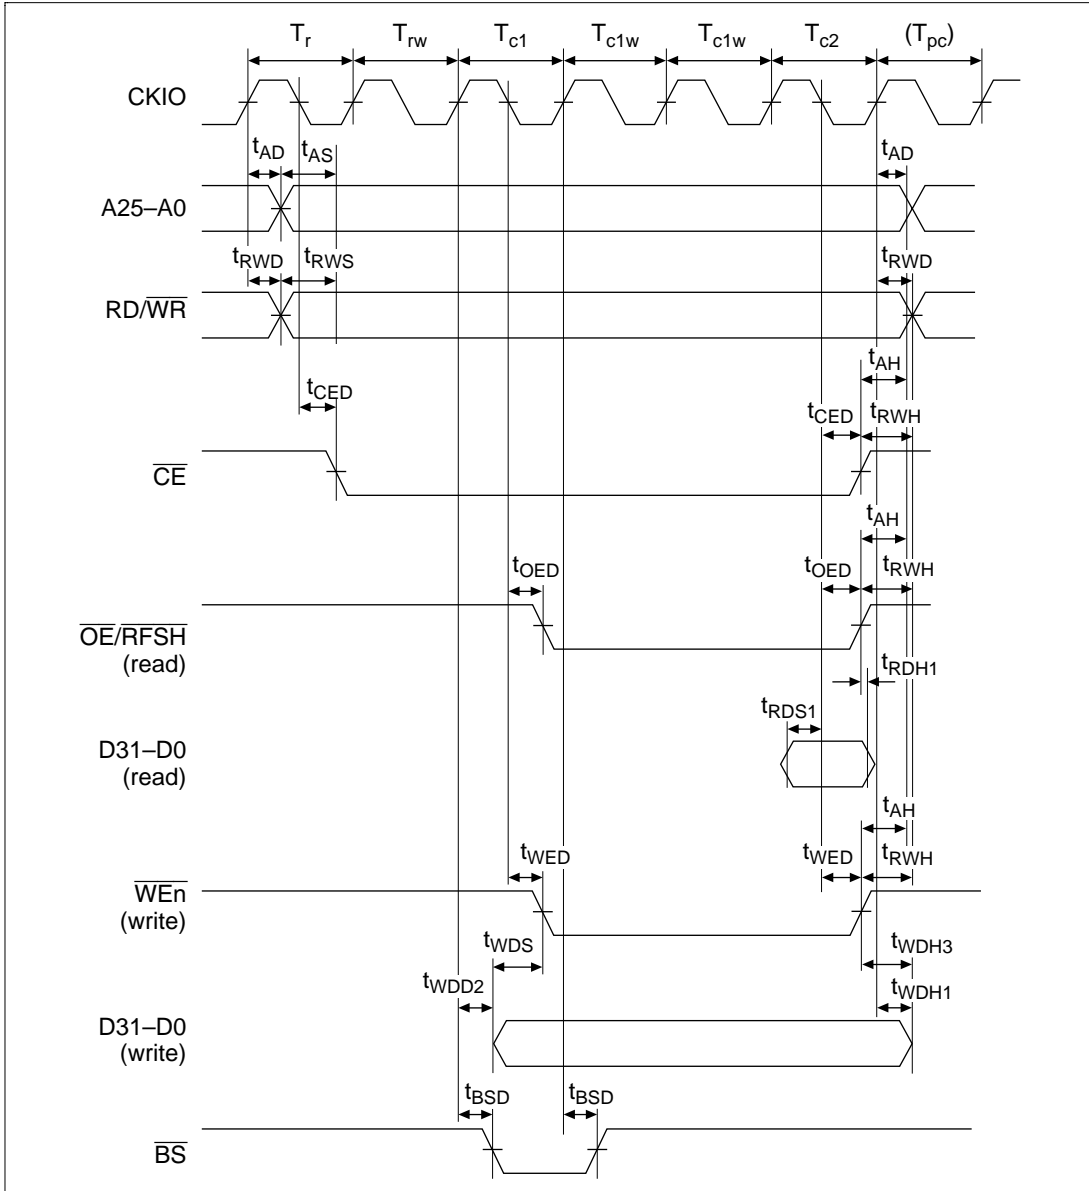 Tr Trw Tc1 Tc1w Tc1w Tc2 (Tpc)
CKIO
tAD tAS tAD
A25–A0
tRWD tRWS tRWD
RD/WR
tAH
tCED tCED tRWH
CE
tAH
tOED tOED tRWH
OE/RFSH
(read)
tRDH1
tRDS1
D31–D0
(read)
tAH
tWED tWED tRWH
WEn
(write)
tWDS tWDH3
tWDD2 tWDH1
D31–D0
(write)
tBSD tBSD
BS